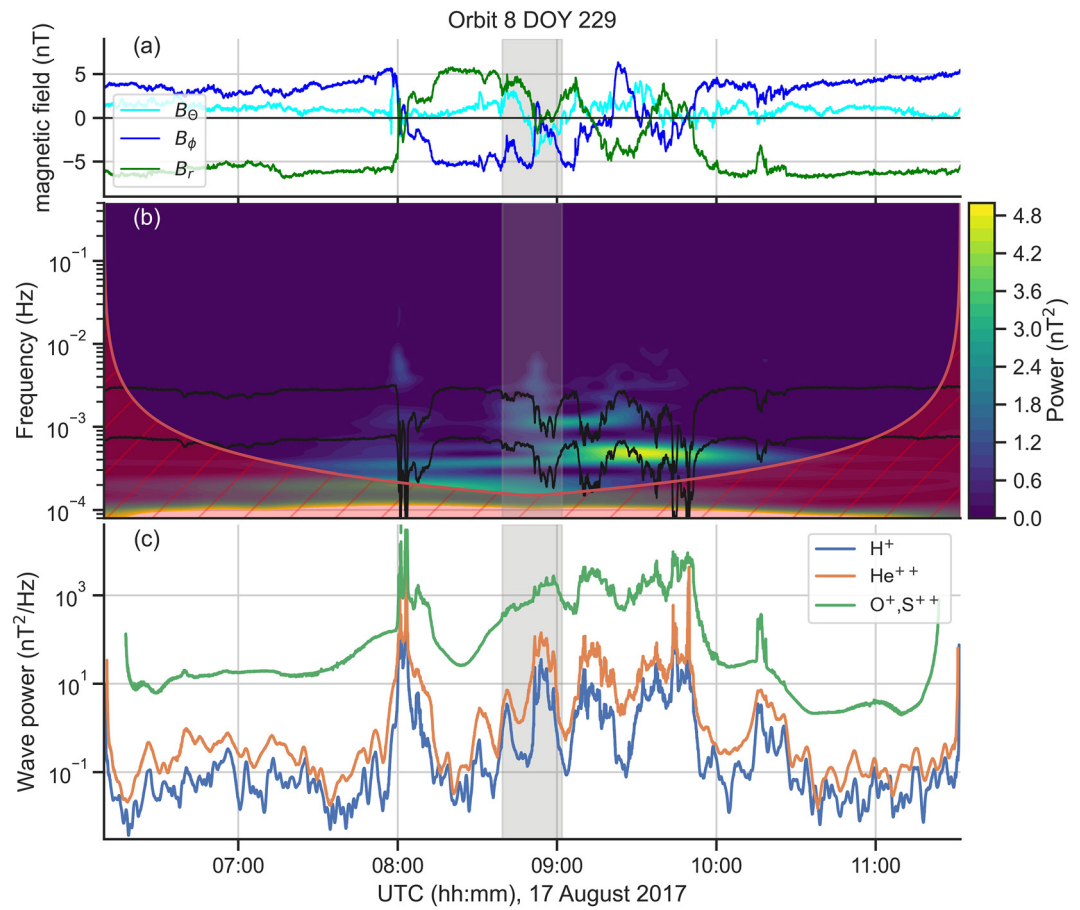 Orbit 8 DOY 229
(a)
magnetic field (nT)
5
0
−5
B_Θ
B_ϕ
B_r
(b)
Frequency (Hz)
10⁻¹
10⁻²
10⁻³
10⁻⁴
4.8
4.2
3.6
3.0
2.4
1.8
1.2
0.6
0.0
Power (nT²)
(c)
Wave power (nT²/Hz)
10³
10¹
10⁻¹
H⁺
He⁺⁺
O⁺,S⁺⁺
07:00 08:00 09:00 10:00 11:00
UTC (hh:mm), 17 August 2017